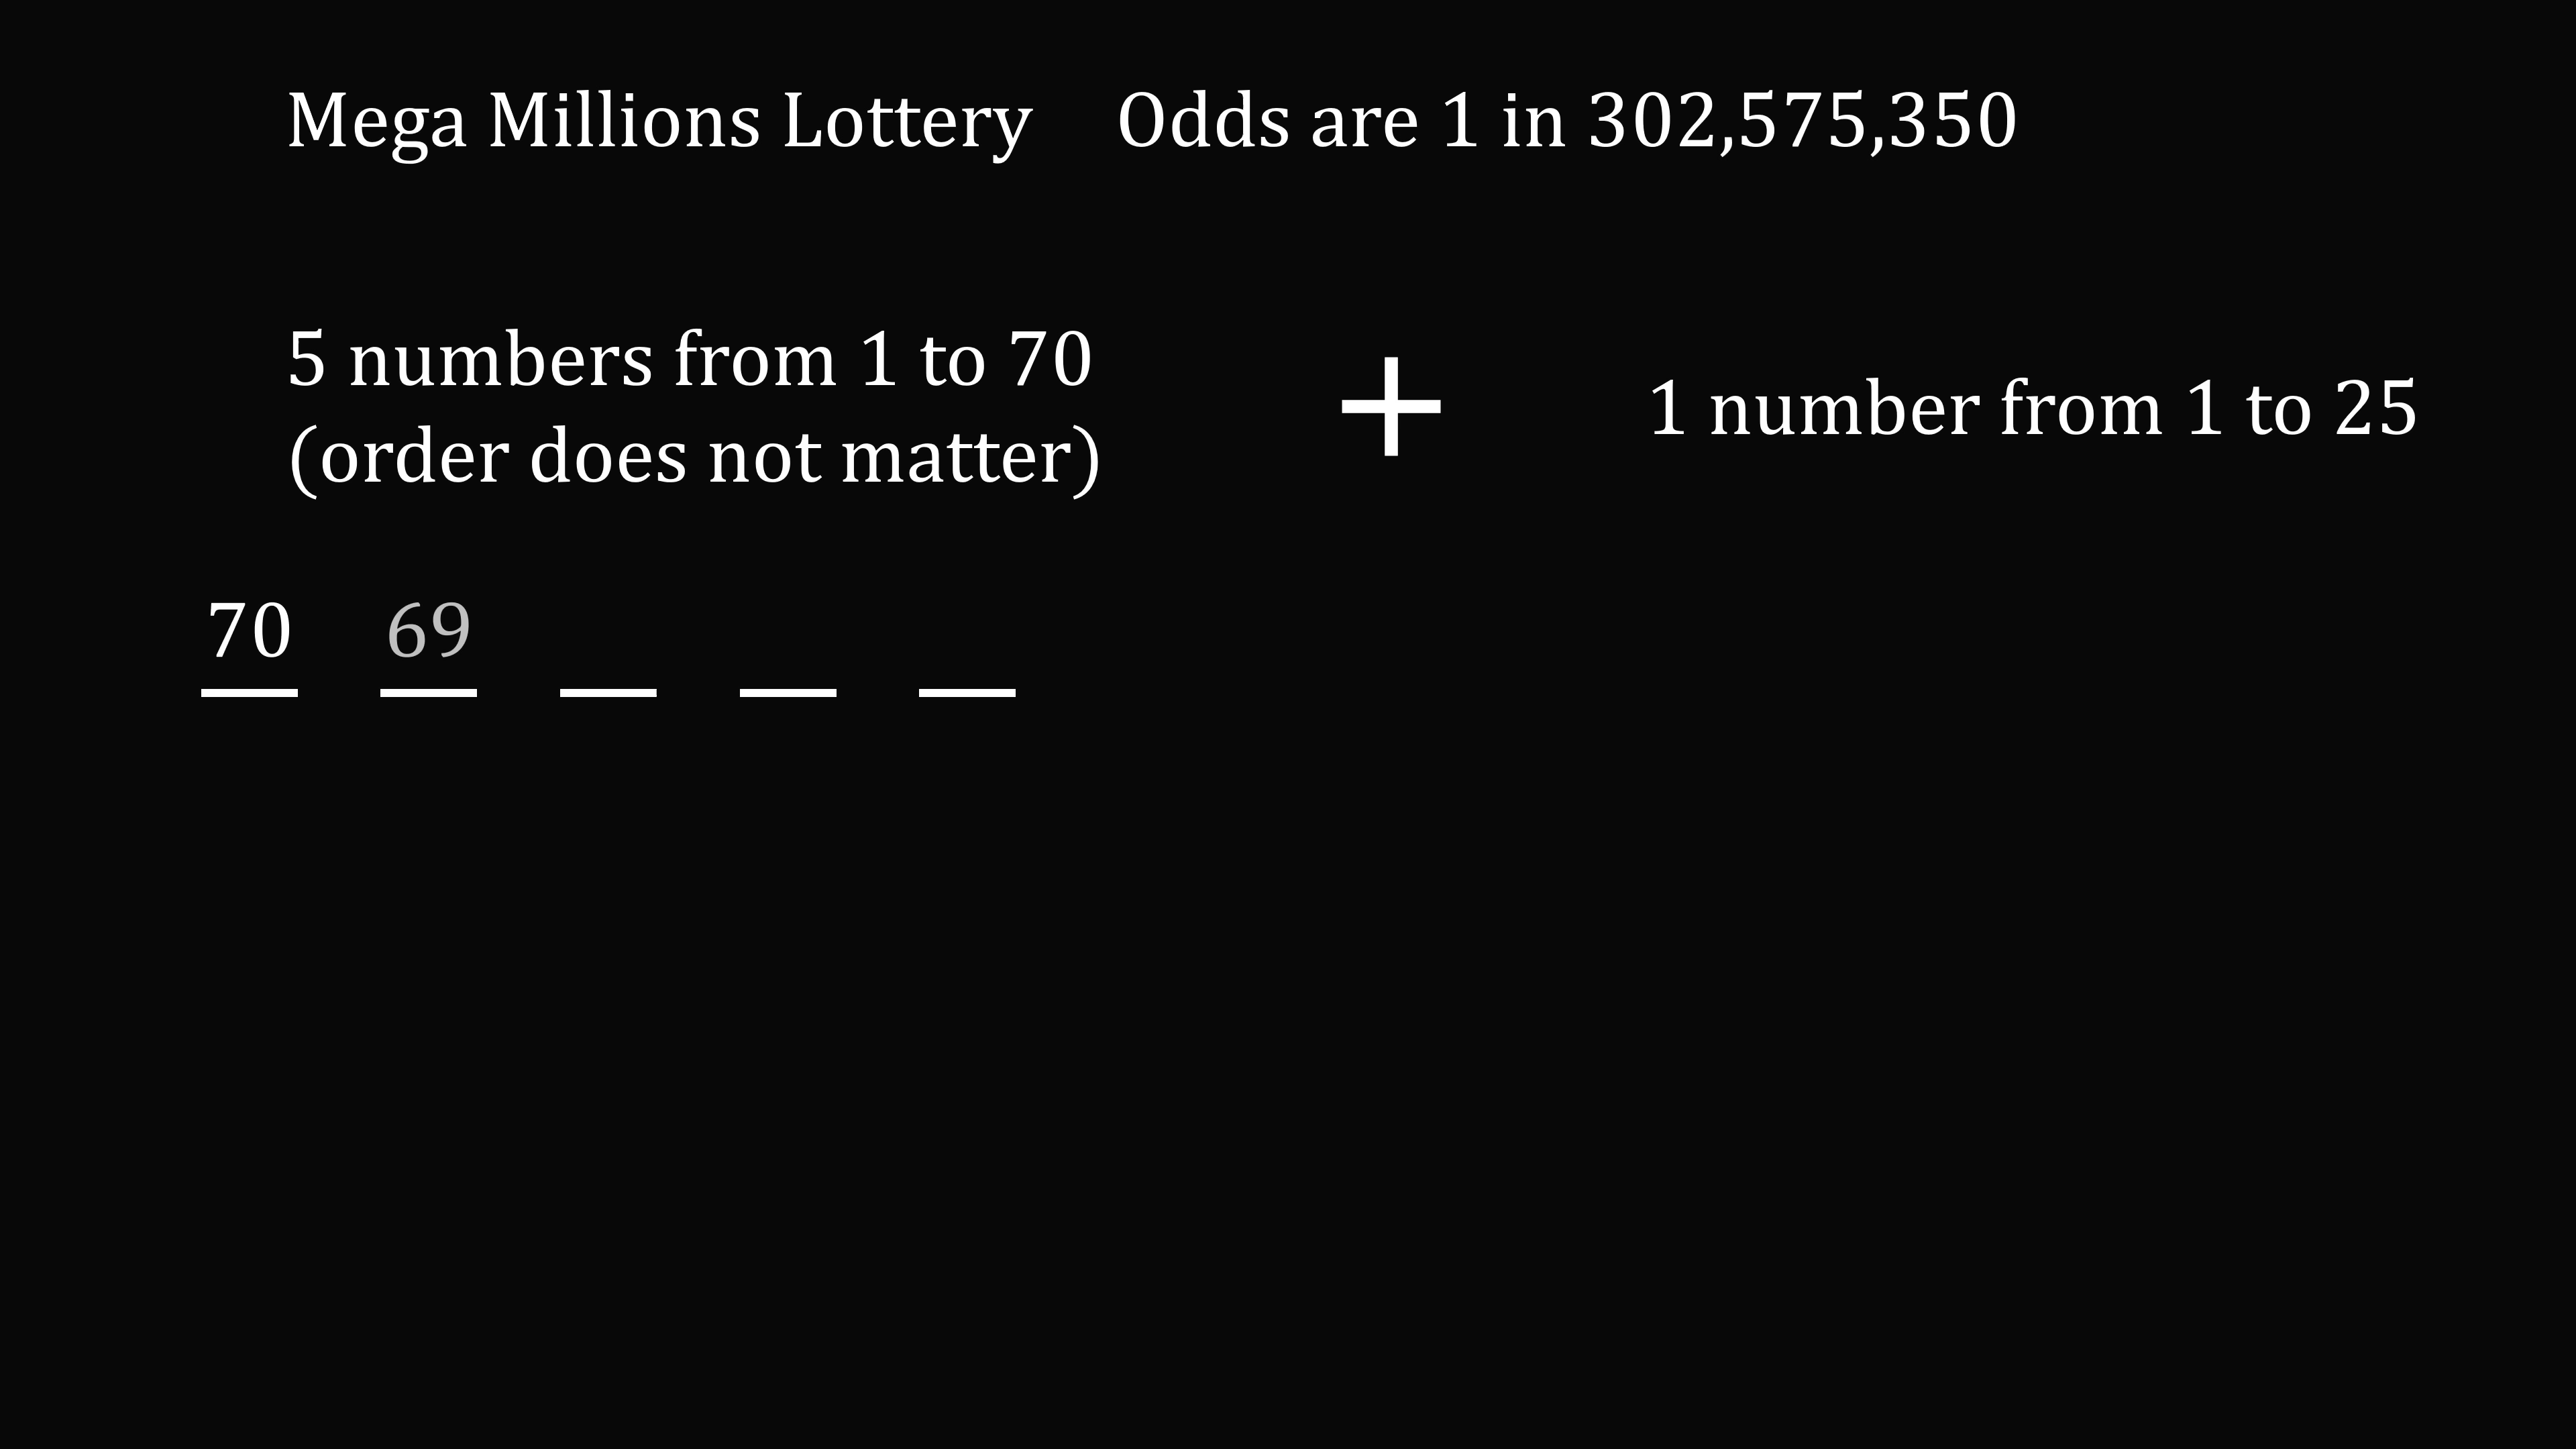 Mega Millions Lottery Odds are 1 in 302,575,350
5 numbers from 1 to 70
(order does not matter)
+
1 number from 1 to 25
70 69